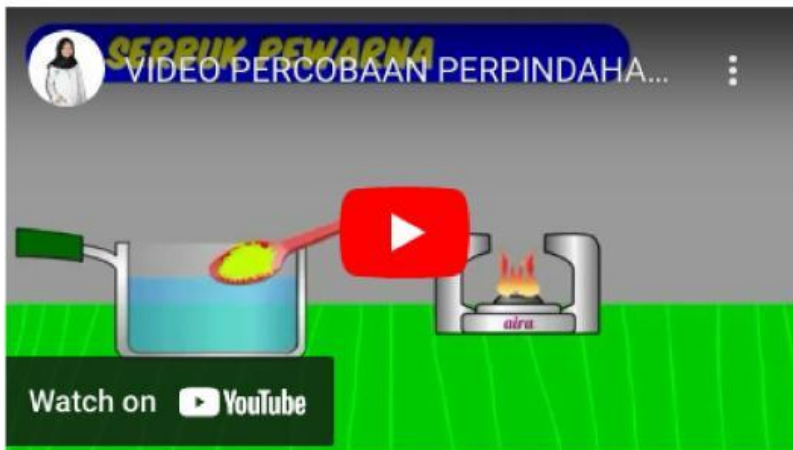 SERBUK PEWARNA
VIDEO PERCOBAAN PERPINDAHA...
aira
Watch on YouTube